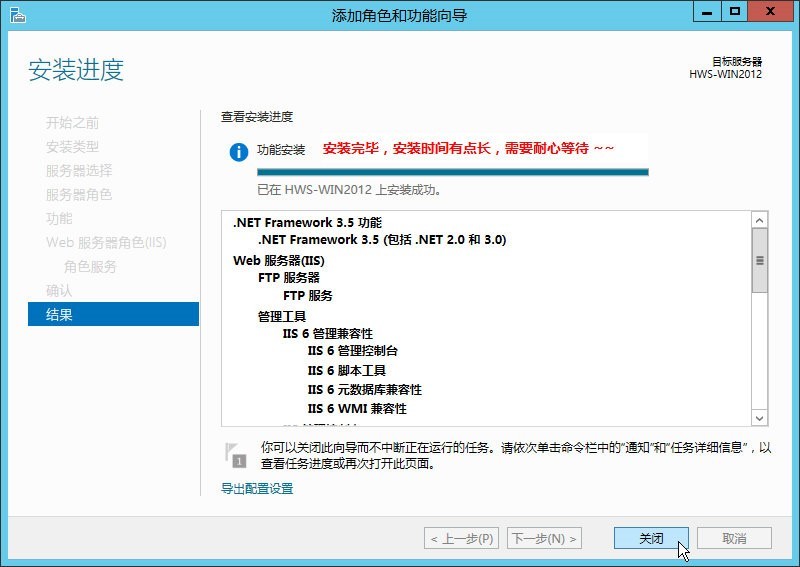 添加角色和功能向导
安装进度
目标服务器
HWS-WIN2012
开始之前
安装类型
服务器选择
服务器角色
功能
Web 服务器角色(IIS)
角色服务
确认
结果
查看安装进度
功能安装
安装完毕，安装时间有点长，需要耐心等待 ~~
已在 HWS-WIN2012 上安装成功。
.NET Framework 3.5 功能
.NET Framework 3.5 (包括 .NET 2.0 和 3.0)
Web 服务器(IIS)
FTP 服务器
FTP 服务
管理工具
IIS 6 管理兼容性
IIS 6 管理控制台
IIS 6 脚本工具
IIS 6 元数据库兼容性
IIS 6 WMI 兼容性
1
你可以关闭此向导而不中断正在运行的任务。请依次单击命令栏中的“通知”和“任务详细信息”，以
查看任务进度或再次打开此页面。
导出配置设置
< 上一步(P)
下一步(N) >
关闭
取消